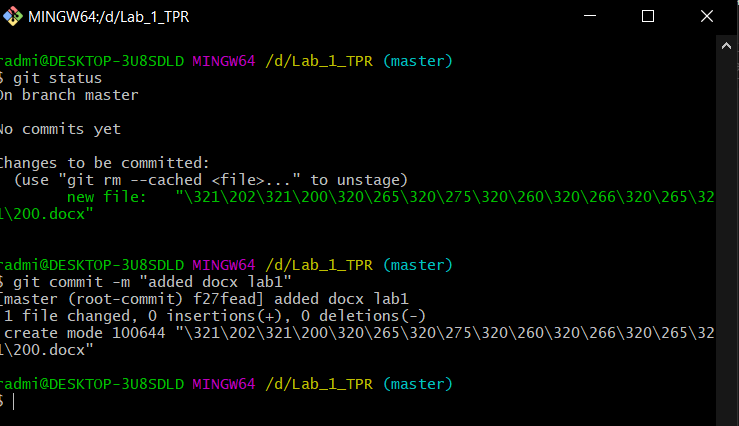 MINGW64:/d/Lab_1_TPR
radmi@DESKTOP-3U8SDLD MINGW64 /d/Lab_1_TPR (master)
$ git status
On branch master
No commits yet
Changes to be committed:
(use "git rm --cached <file>..." to unstage)
new file: "\321\202\321\200\320\265\320\275\320\260\320\266\320\265\32
1\200.docx"
radmi@DESKTOP-3U8SDLD MINGW64 /d/Lab_1_TPR (master)
$ git commit -m "added docx lab1"
[master (root-commit) f27fead] added docx lab1
1 file changed, 0 insertions(+), 0 deletions(-)
create mode 100644 "\321\202\321\200\320\265\320\275\320\260\320\266\320\265\32
1\200.docx"
radmi@DESKTOP-3U8SDLD MINGW64 /d/Lab_1_TPR (master)
$